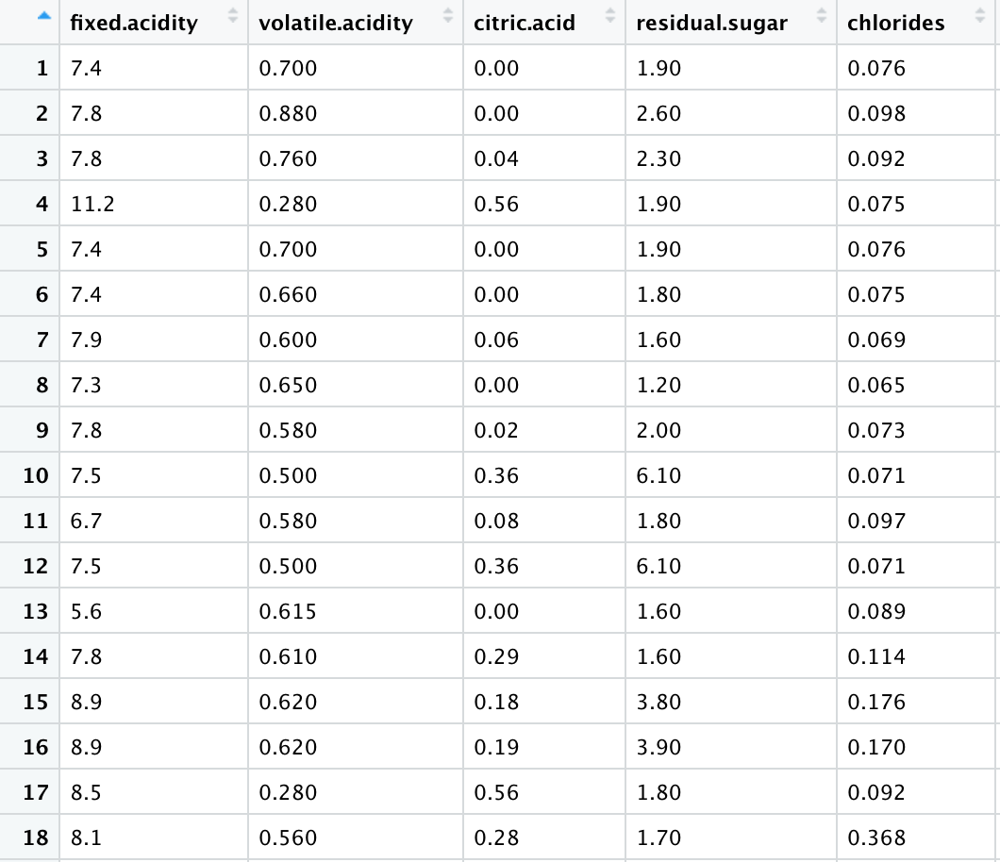 fixed.acidity volatile.acidity citric.acid residual.sugar chlorides
1 7.4 0.700 0.00 1.90 0.076
2 7.8 0.880 0.00 2.60 0.098
3 7.8 0.760 0.04 2.30 0.092
4 11.2 0.280 0.56 1.90 0.075
5 7.4 0.700 0.00 1.90 0.076
6 7.4 0.660 0.00 1.80 0.075
7 7.9 0.600 0.06 1.60 0.069
8 7.3 0.650 0.00 1.20 0.065
9 7.8 0.580 0.02 2.00 0.073
10 7.5 0.500 0.36 6.10 0.071
11 6.7 0.580 0.08 1.80 0.097
12 7.5 0.500 0.36 6.10 0.071
13 5.6 0.615 0.00 1.60 0.089
14 7.8 0.610 0.29 1.60 0.114
15 8.9 0.620 0.18 3.80 0.176
16 8.9 0.620 0.19 3.90 0.170
17 8.5 0.280 0.56 1.80 0.092
18 8.1 0.560 0.28 1.70 0.368